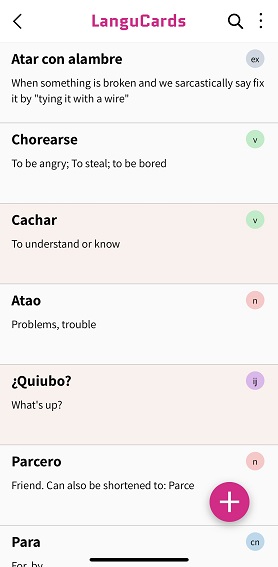 LanguCards
Atar con alambre
ex
When something is broken and we sarcastically say fix
it by "tying it with a wire"
Chorearse
v
To be angry; To steal; to be bored
Cachar
v
To understand or know
Atao
n
Problems, trouble
¿Quiubo?
ij
What's up?
Parcero
n
Friend. Can also be shortened to: Parce
Para
cn
For, by